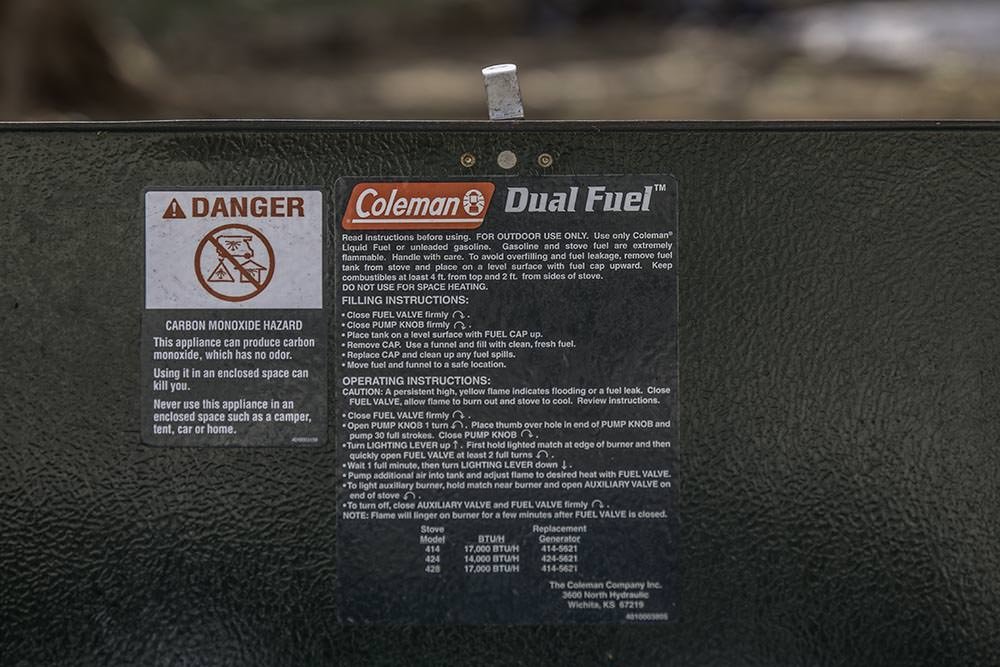 DANGER
CARBON MONOXIDE HAZARD
This appliance can produce carbon
monoxide, which has no odor.
Using it in an enclosed space can
kill you.
Never use this appliance in an
enclosed space such as a camper,
tent, car or home.
Coleman Dual Fuel™
Read instructions before using. FOR OUTDOOR USE ONLY. Use only Coleman®
Liquid Fuel or unleaded gasoline. Gasoline and stove fuel are extremely
flammable. Handle with care. To avoid overfilling and fuel leakage, remove fuel
tank from stove and place on a level surface with fuel cap upward. Keep
combustibles at least 4 ft. from top and 2 ft. from sides of stove.
DO NOT USE FOR SPACE HEATING.
FILLING INSTRUCTIONS:
• Close FUEL VALVE firmly.
• Close PUMP KNOB firmly.
• Place tank on a level surface with FUEL CAP up.
• Remove CAP. Use a funnel and fill with clean, fresh fuel.
• Replace CAP and clean up any fuel spills.
• Move fuel and funnel to a safe location.
OPERATING INSTRUCTIONS:
CAUTION: A persistent high, yellow flame indicates flooding or a fuel leak. Close
FUEL VALVE, allow flame to burn out and stove to cool. Review instructions.
• Close FUEL VALVE firmly.
• Open PUMP KNOB 1 turn. Place thumb over hole in end of PUMP KNOB and
pump 30 full strokes. Close PUMP KNOB.
• Turn LIGHTING LEVER up ↑. First hold lighted match at edge of burner and then
quickly open FUEL VALVE at least 2 full turns.
• Wait 1 full minute, then turn LIGHTING LEVER down ↓.
• Pump additional air into tank and adjust flame to desired heat with FUEL VALVE.
• To light auxiliary burner, hold match near burner and open AUXILIARY VALVE on
end of stove.
• To turn off, close AUXILIARY VALVE and FUEL VALVE firmly.
NOTE: Flame will linger on burner for a few minutes after FUEL VALVE is closed.
Stove Replacement
Model BTU/H Generator
414 17,000 BTU/H 414-5621
424 14,000 BTU/H 424-5621
428 17,000 BTU/H 414-5621
The Coleman Company Inc.
3600 North Hydraulic
Wichita, KS 67219